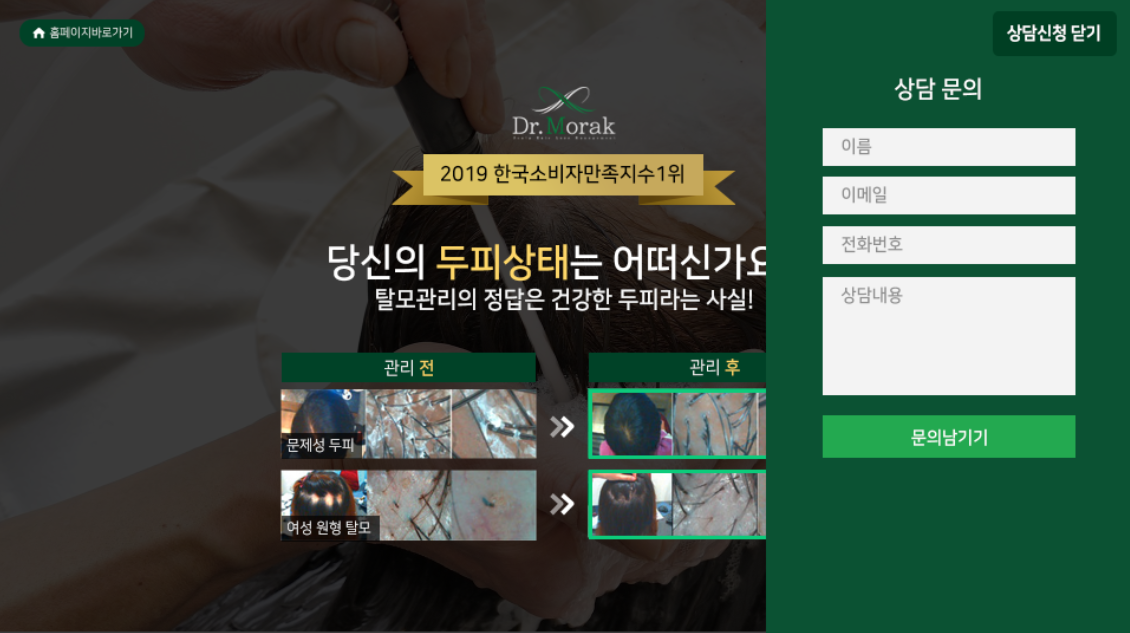 홈페이지바로가기
Dr.Morak
2019 한국소비자만족지수1위
당신의 두피상태는 어떠신가요
탈모관리의 정답은 건강한 두피라는 사실!
관리 전
관리 후
문제성 두피
여성 원형 탈모
상담신청 닫기
상담 문의
이름
이메일
전화번호
상담내용
문의남기기